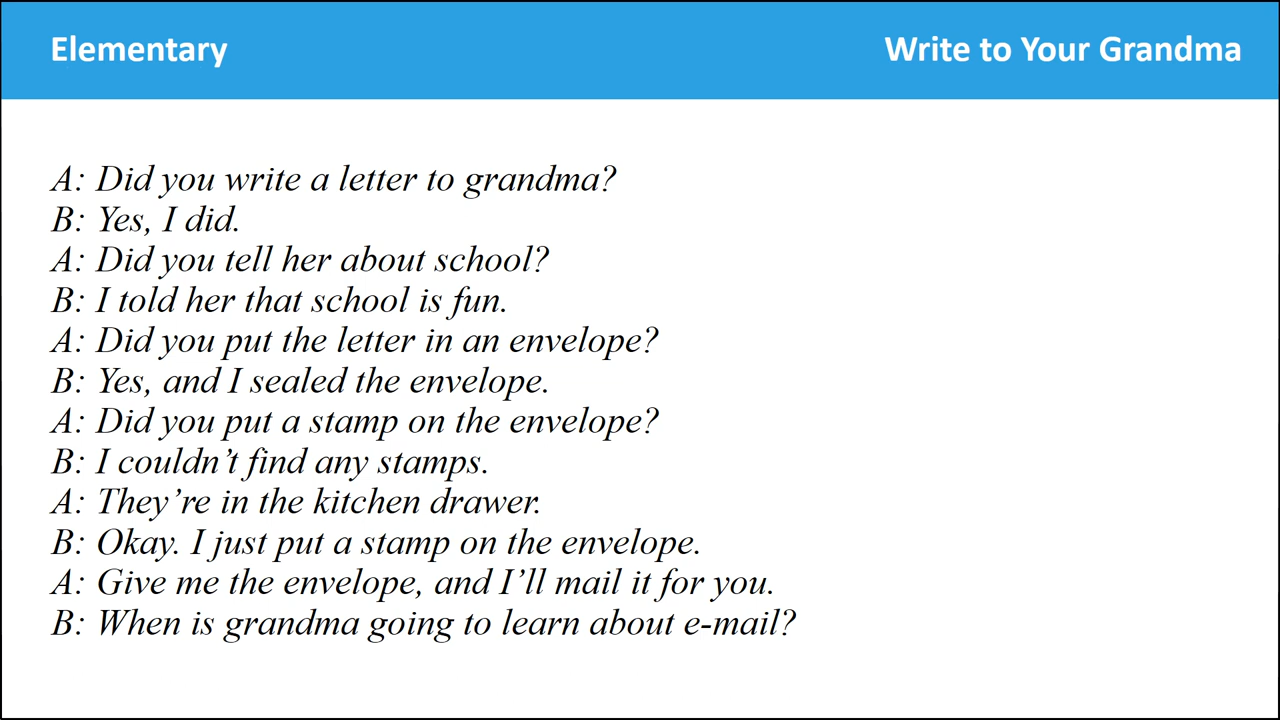 Elementary
Write to Your Grandma
A: Did you write a letter to grandma?
B: Yes, I did.
A: Did you tell her about school?
B: I told her that school is fun.
A: Did you put the letter in an envelope?
B: Yes, and I sealed the envelope.
A: Did you put a stamp on the envelope?
B: I couldn’t find any stamps.
A: They’re in the kitchen drawer.
B: Okay. I just put a stamp on the envelope.
A: Give me the envelope, and I’ll mail it for you.
B: When is grandma going to learn about e-mail?